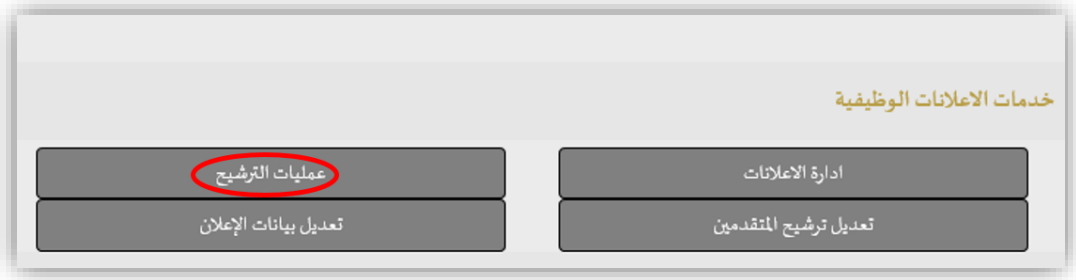 خدمات الاعلانات الوظيفية
ادارة الاعلانات
عمليات الترشيح
تعديل ترشيح المتقدمين
تعديل بيانات الإعلان